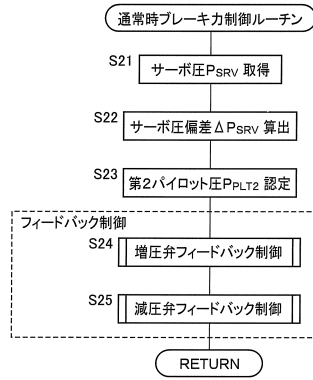 通常時ブレーキ力制御ルーチン
S21
サーボ圧PSRV 取得
S22
サーボ圧偏差ΔPSRV 算出
S23
第2パイロット圧PPLT2 認定
フィードバック制御
S24
増圧弁フィードバック制御
S25
減圧弁フィードバック制御
RETURN